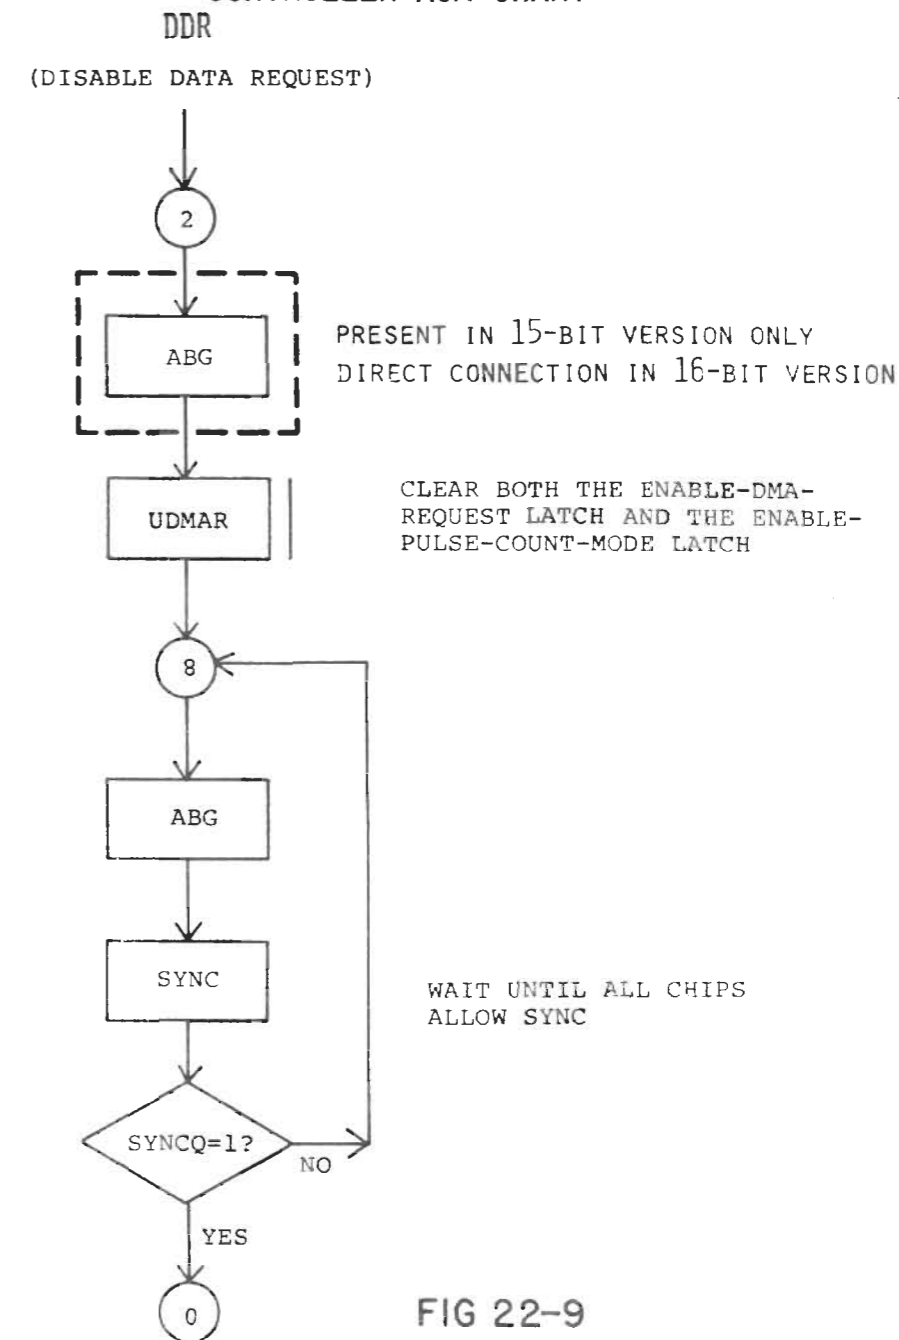 DDR
(DISABLE DATA REQUEST)
2
ABG
PRESENT IN 15-BIT VERSION ONLY
DIRECT CONNECTION IN 16-BIT VERSION
UDMAR
CLEAR BOTH THE ENABLE-DMA-
REQUEST LATCH AND THE ENABLE-
PULSE-COUNT-MODE LATCH
8
ABG
SYNC
WAIT UNTIL ALL CHIPS
ALLOW SYNC
SYNCQ=1?
NO
YES
0
FIG 22-9